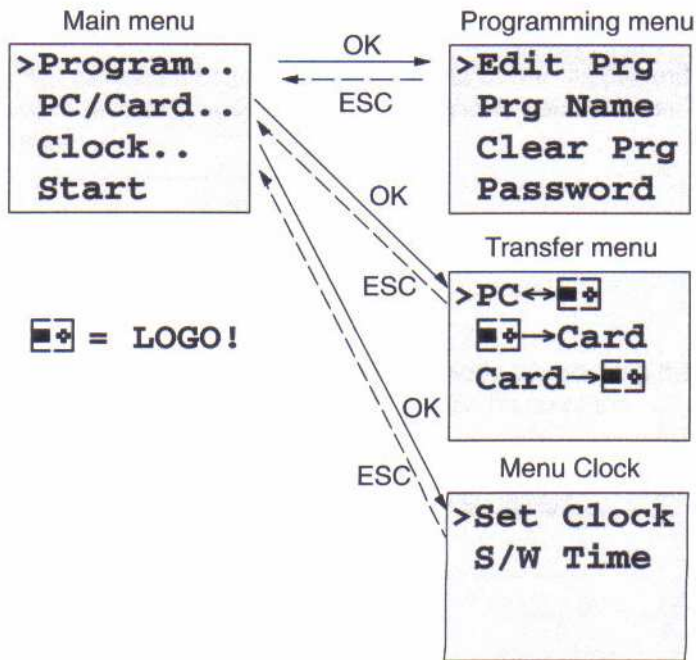 Main menu
>Program..
PC/Card..
Clock..
Start
OK
ESC
Programming menu
>Edit Prg
Prg Name
Clear Prg
Password
OK
ESC
Transfer menu
>PC↔
→Card
Card→
= LOGO!
OK
ESC
Menu Clock
>Set Clock
S/W Time